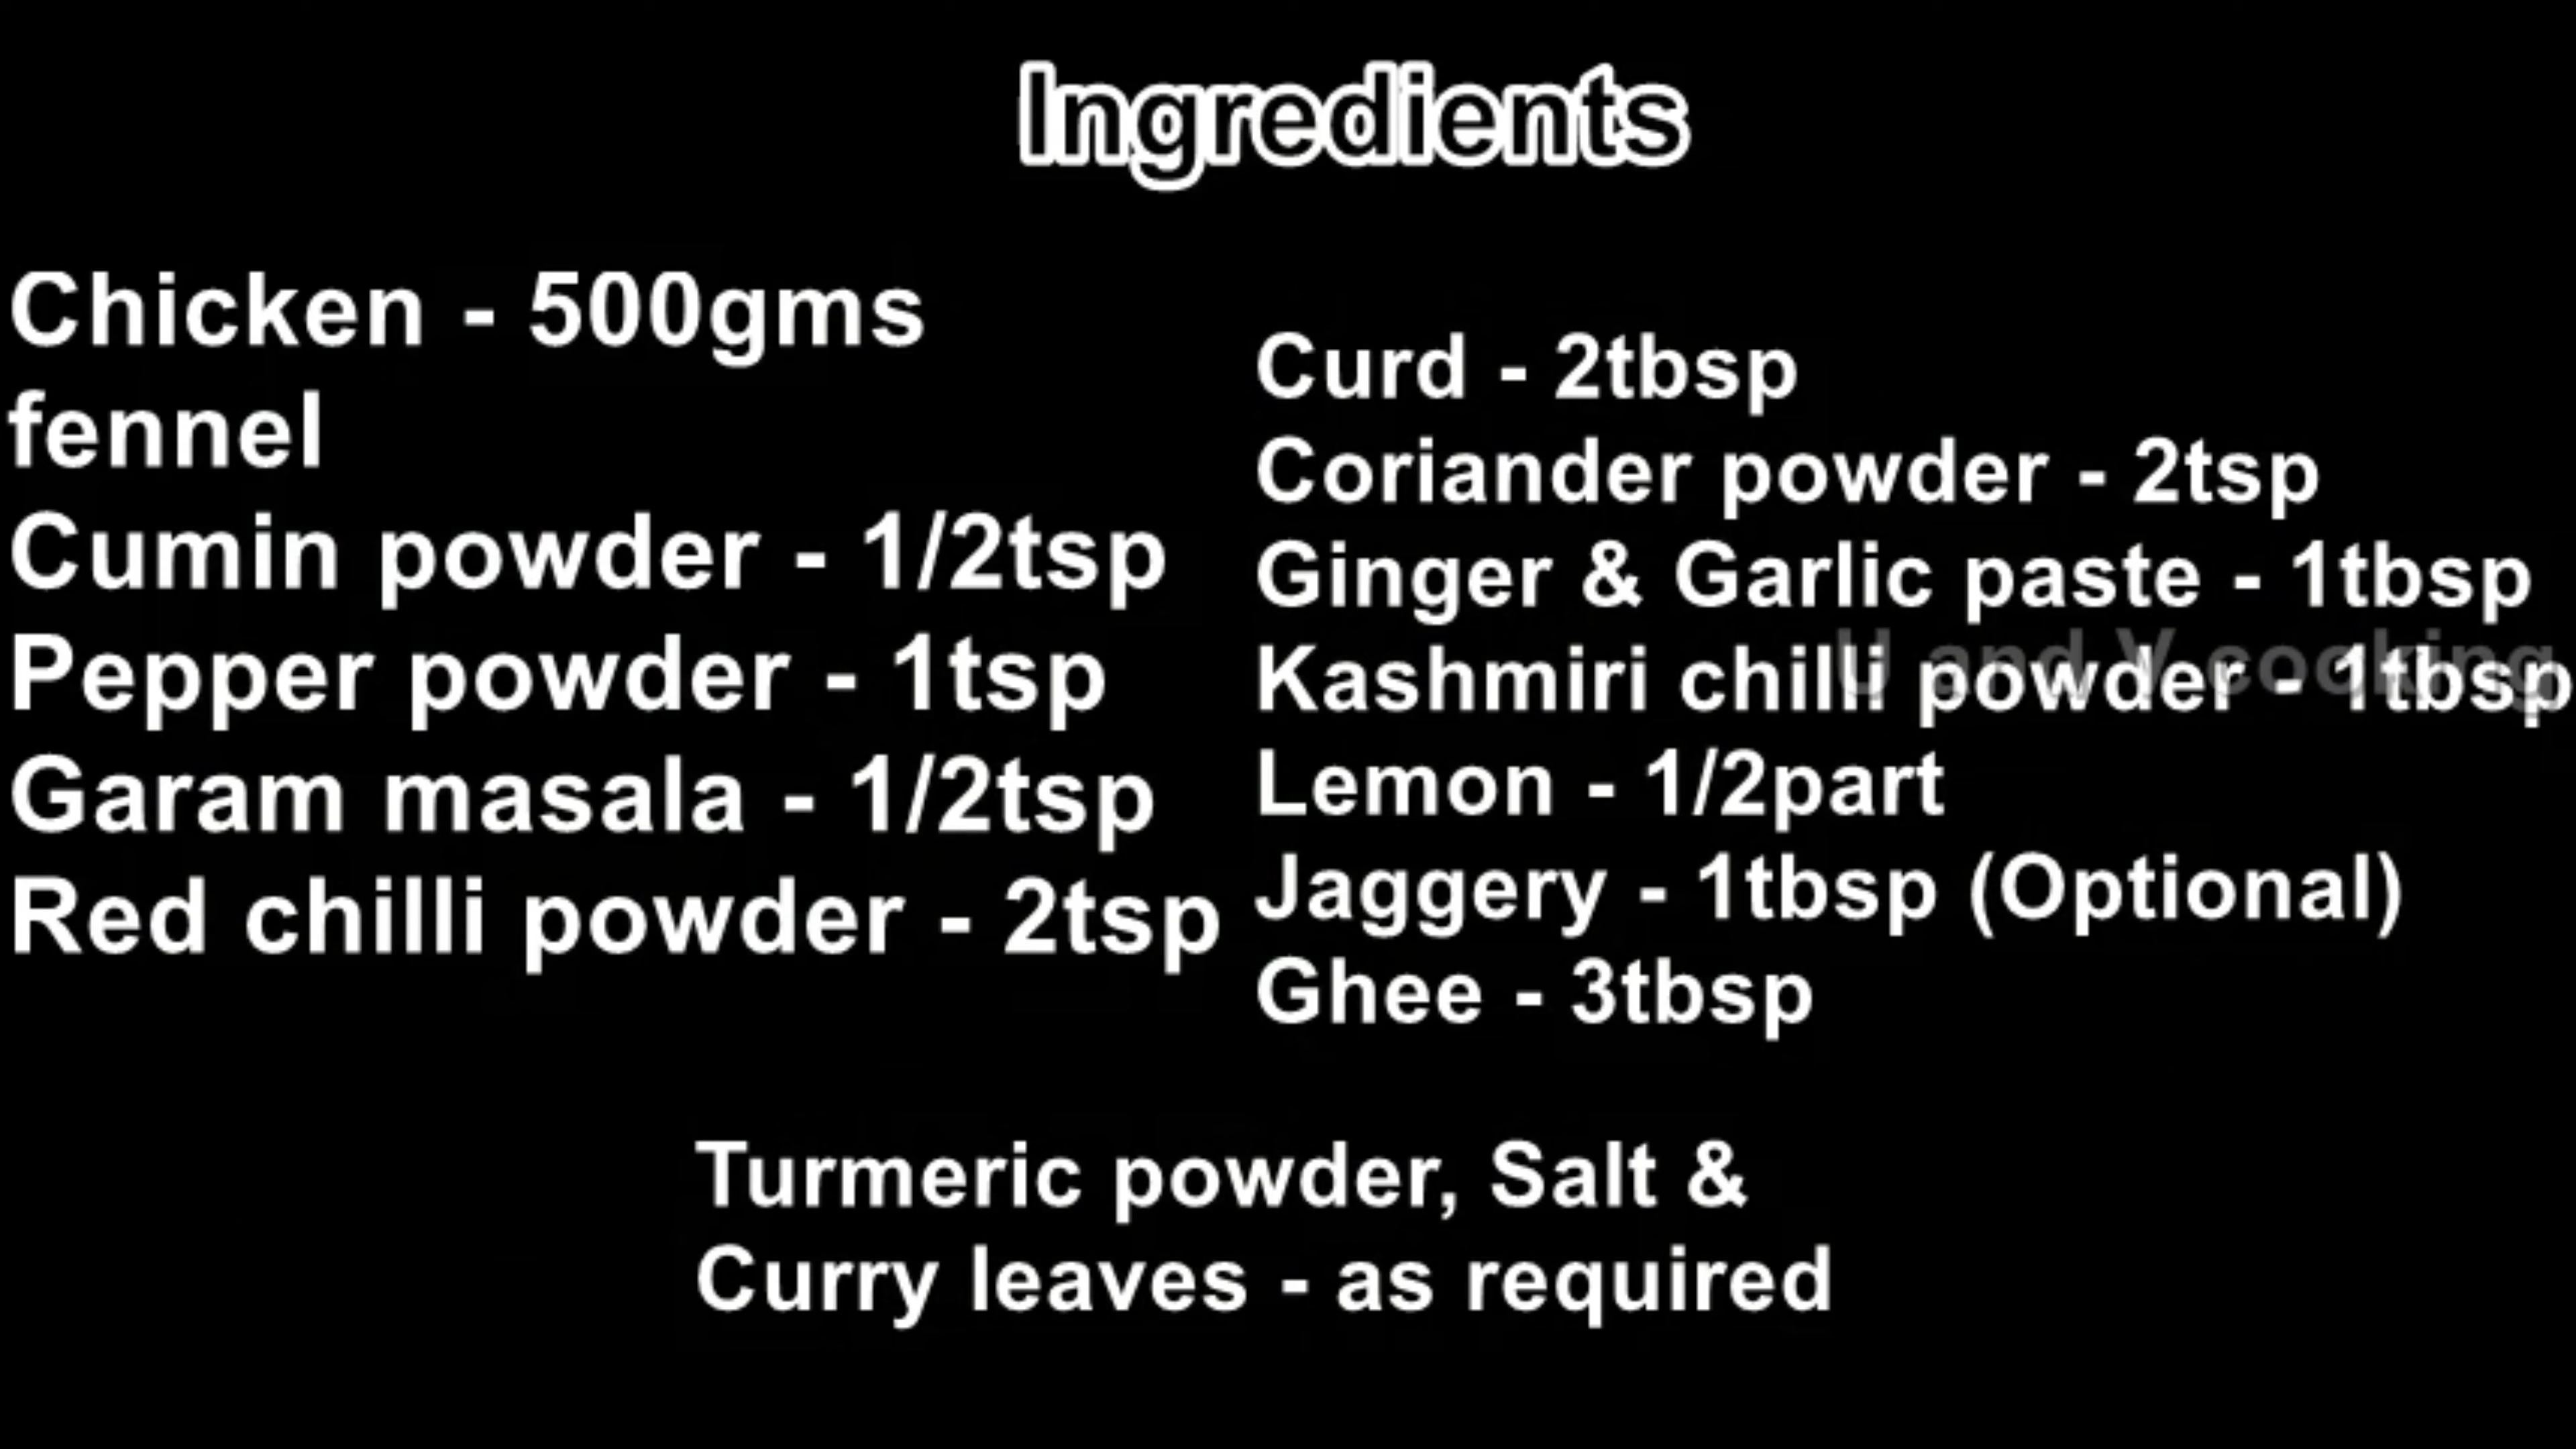 Ingredients
Chicken - 500gms
fennel
Cumin powder - 1/2tsp
Pepper powder - 1tsp
Garam masala - 1/2tsp
Red chilli powder - 2tsp
Curd - 2tbsp
Coriander powder - 2tsp
Ginger & Garlic paste - 1tbsp
Kashmiri chilli powder - 1tbsp
U and V cooking
Lemon - 1/2part
Jaggery - 1tbsp (Optional)
Ghee - 3tbsp
Turmeric powder, Salt &
Curry leaves - as required